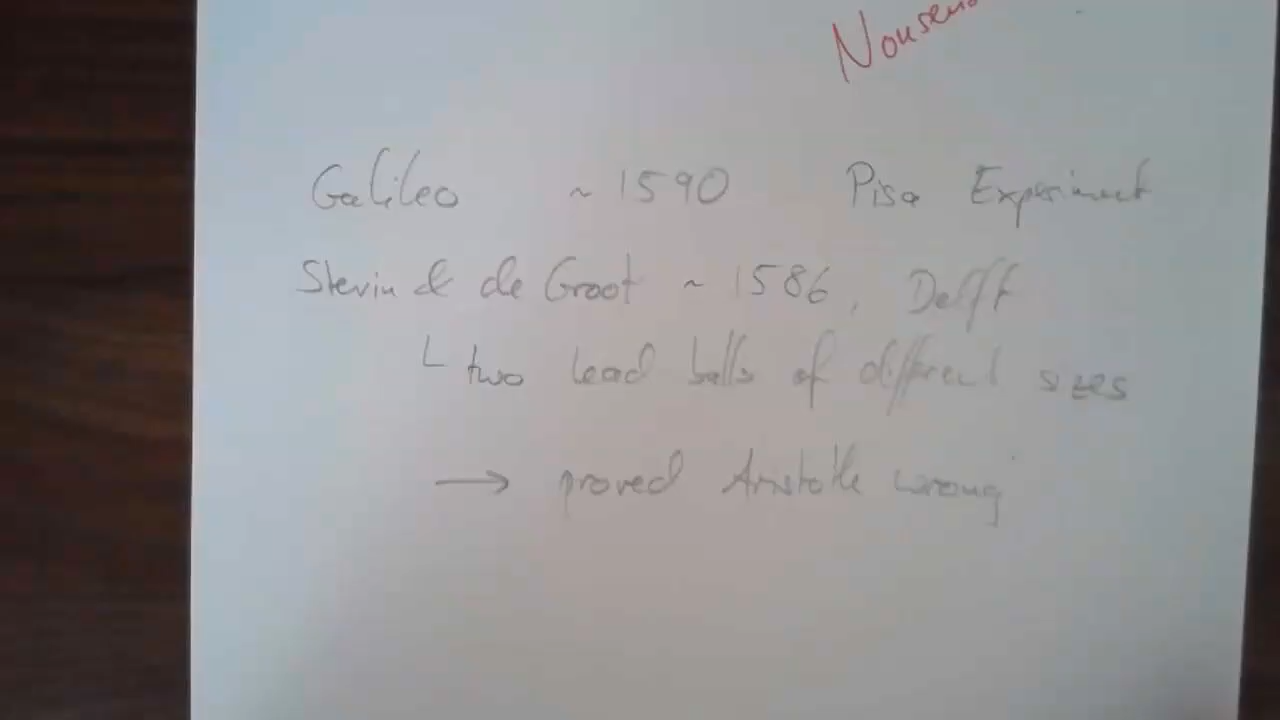 Nonsens
Galileo ~ 1590 Pisa Experiment
Stevin & de Groot ~ 1586, Delft
└ two lead balls of different sizes
→ proved Aristotle wrong